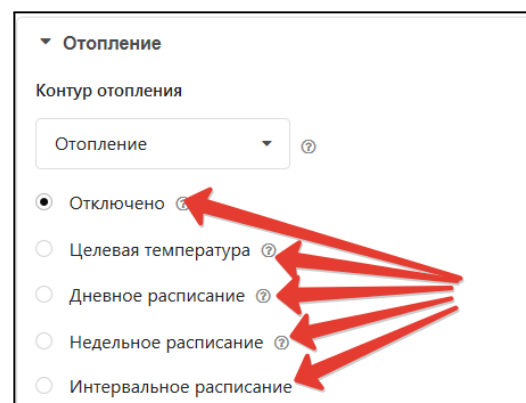 Отопление
Контур отопления
Отопление
Отключено
Целевая температура
Дневное расписание
Недельное расписание
Интервальное расписание